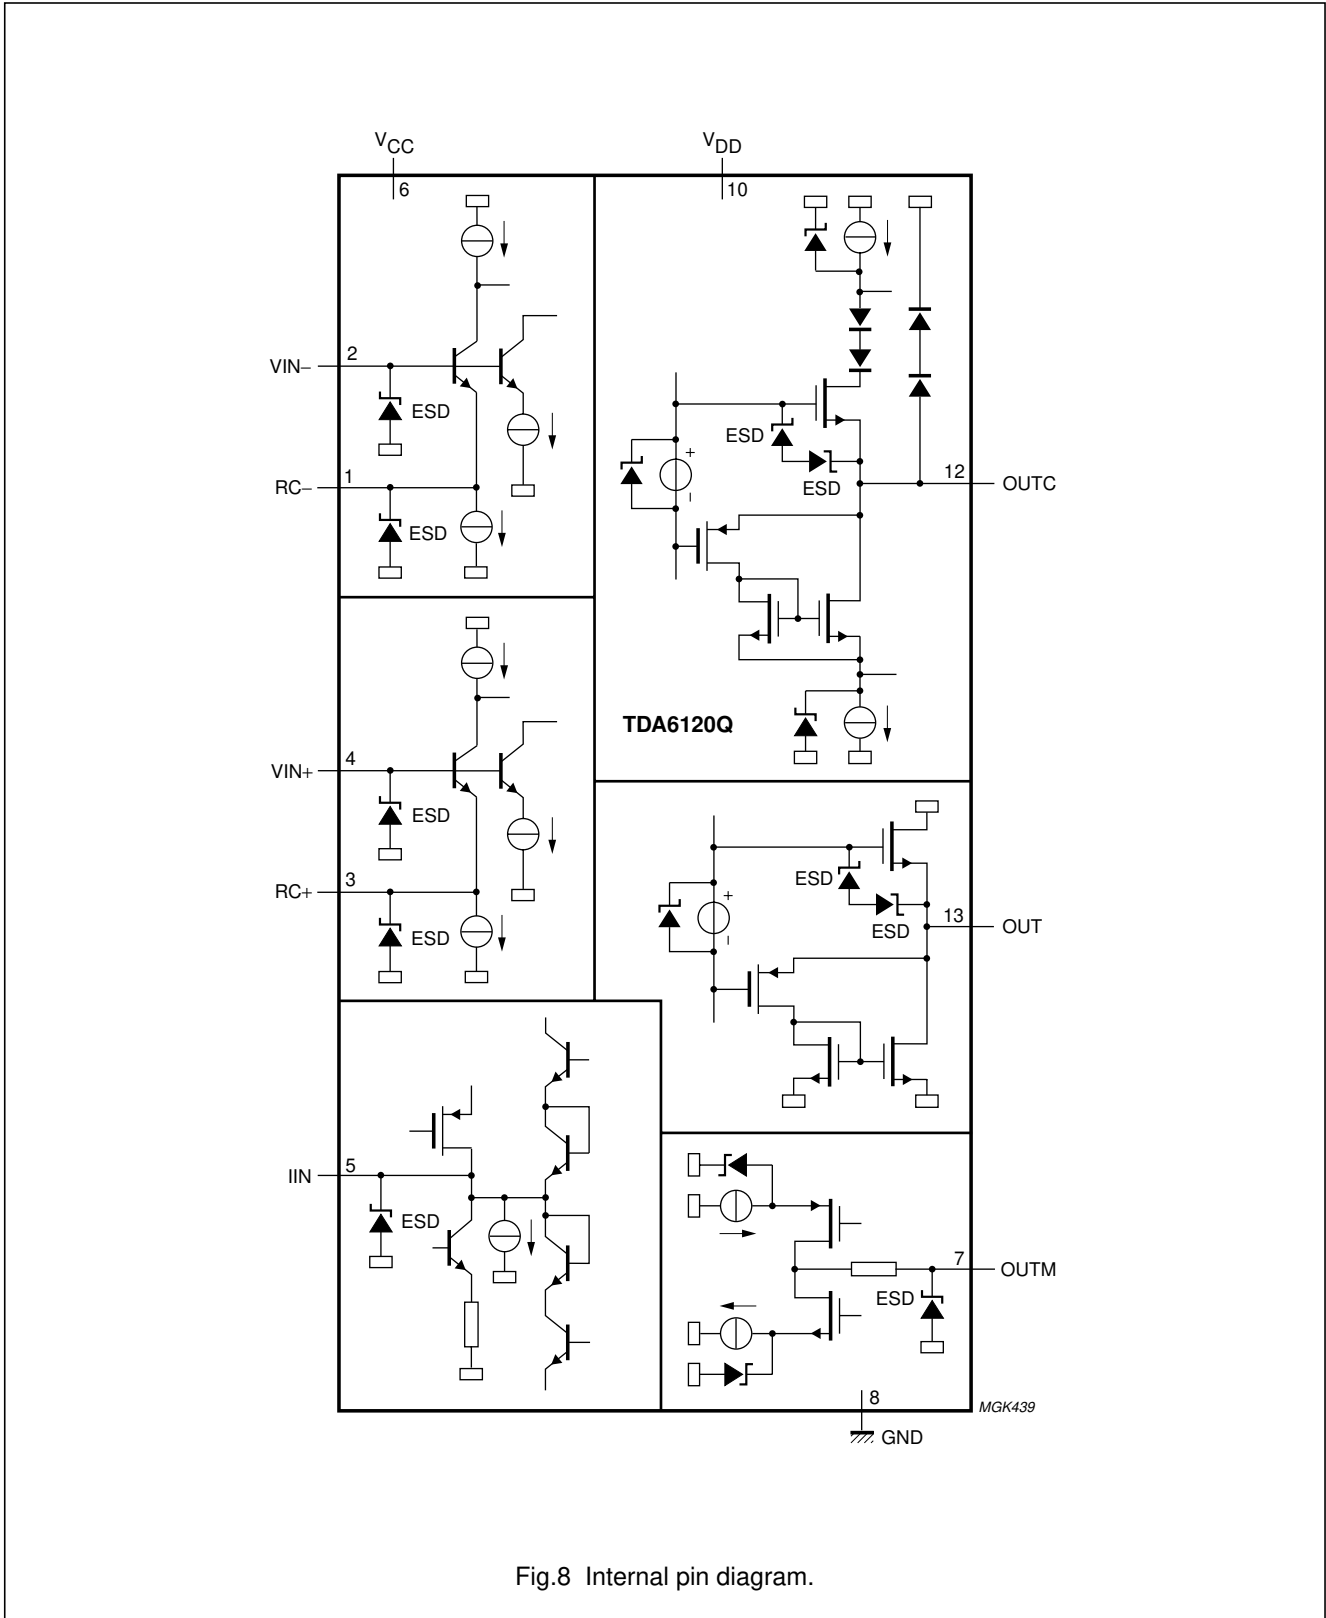 VCC
VDD
6
10
VIN–
2
ESD
RC–
1
ESD
ESD
ESD
+
–
12
OUTC
TDA6120Q
VIN+
4
ESD
RC+
3
ESD
ESD
ESD
+
–
13
OUT
IIN
5
ESD
7
OUTM
ESD
8
GND
MGK439
Fig.8 Internal pin diagram.